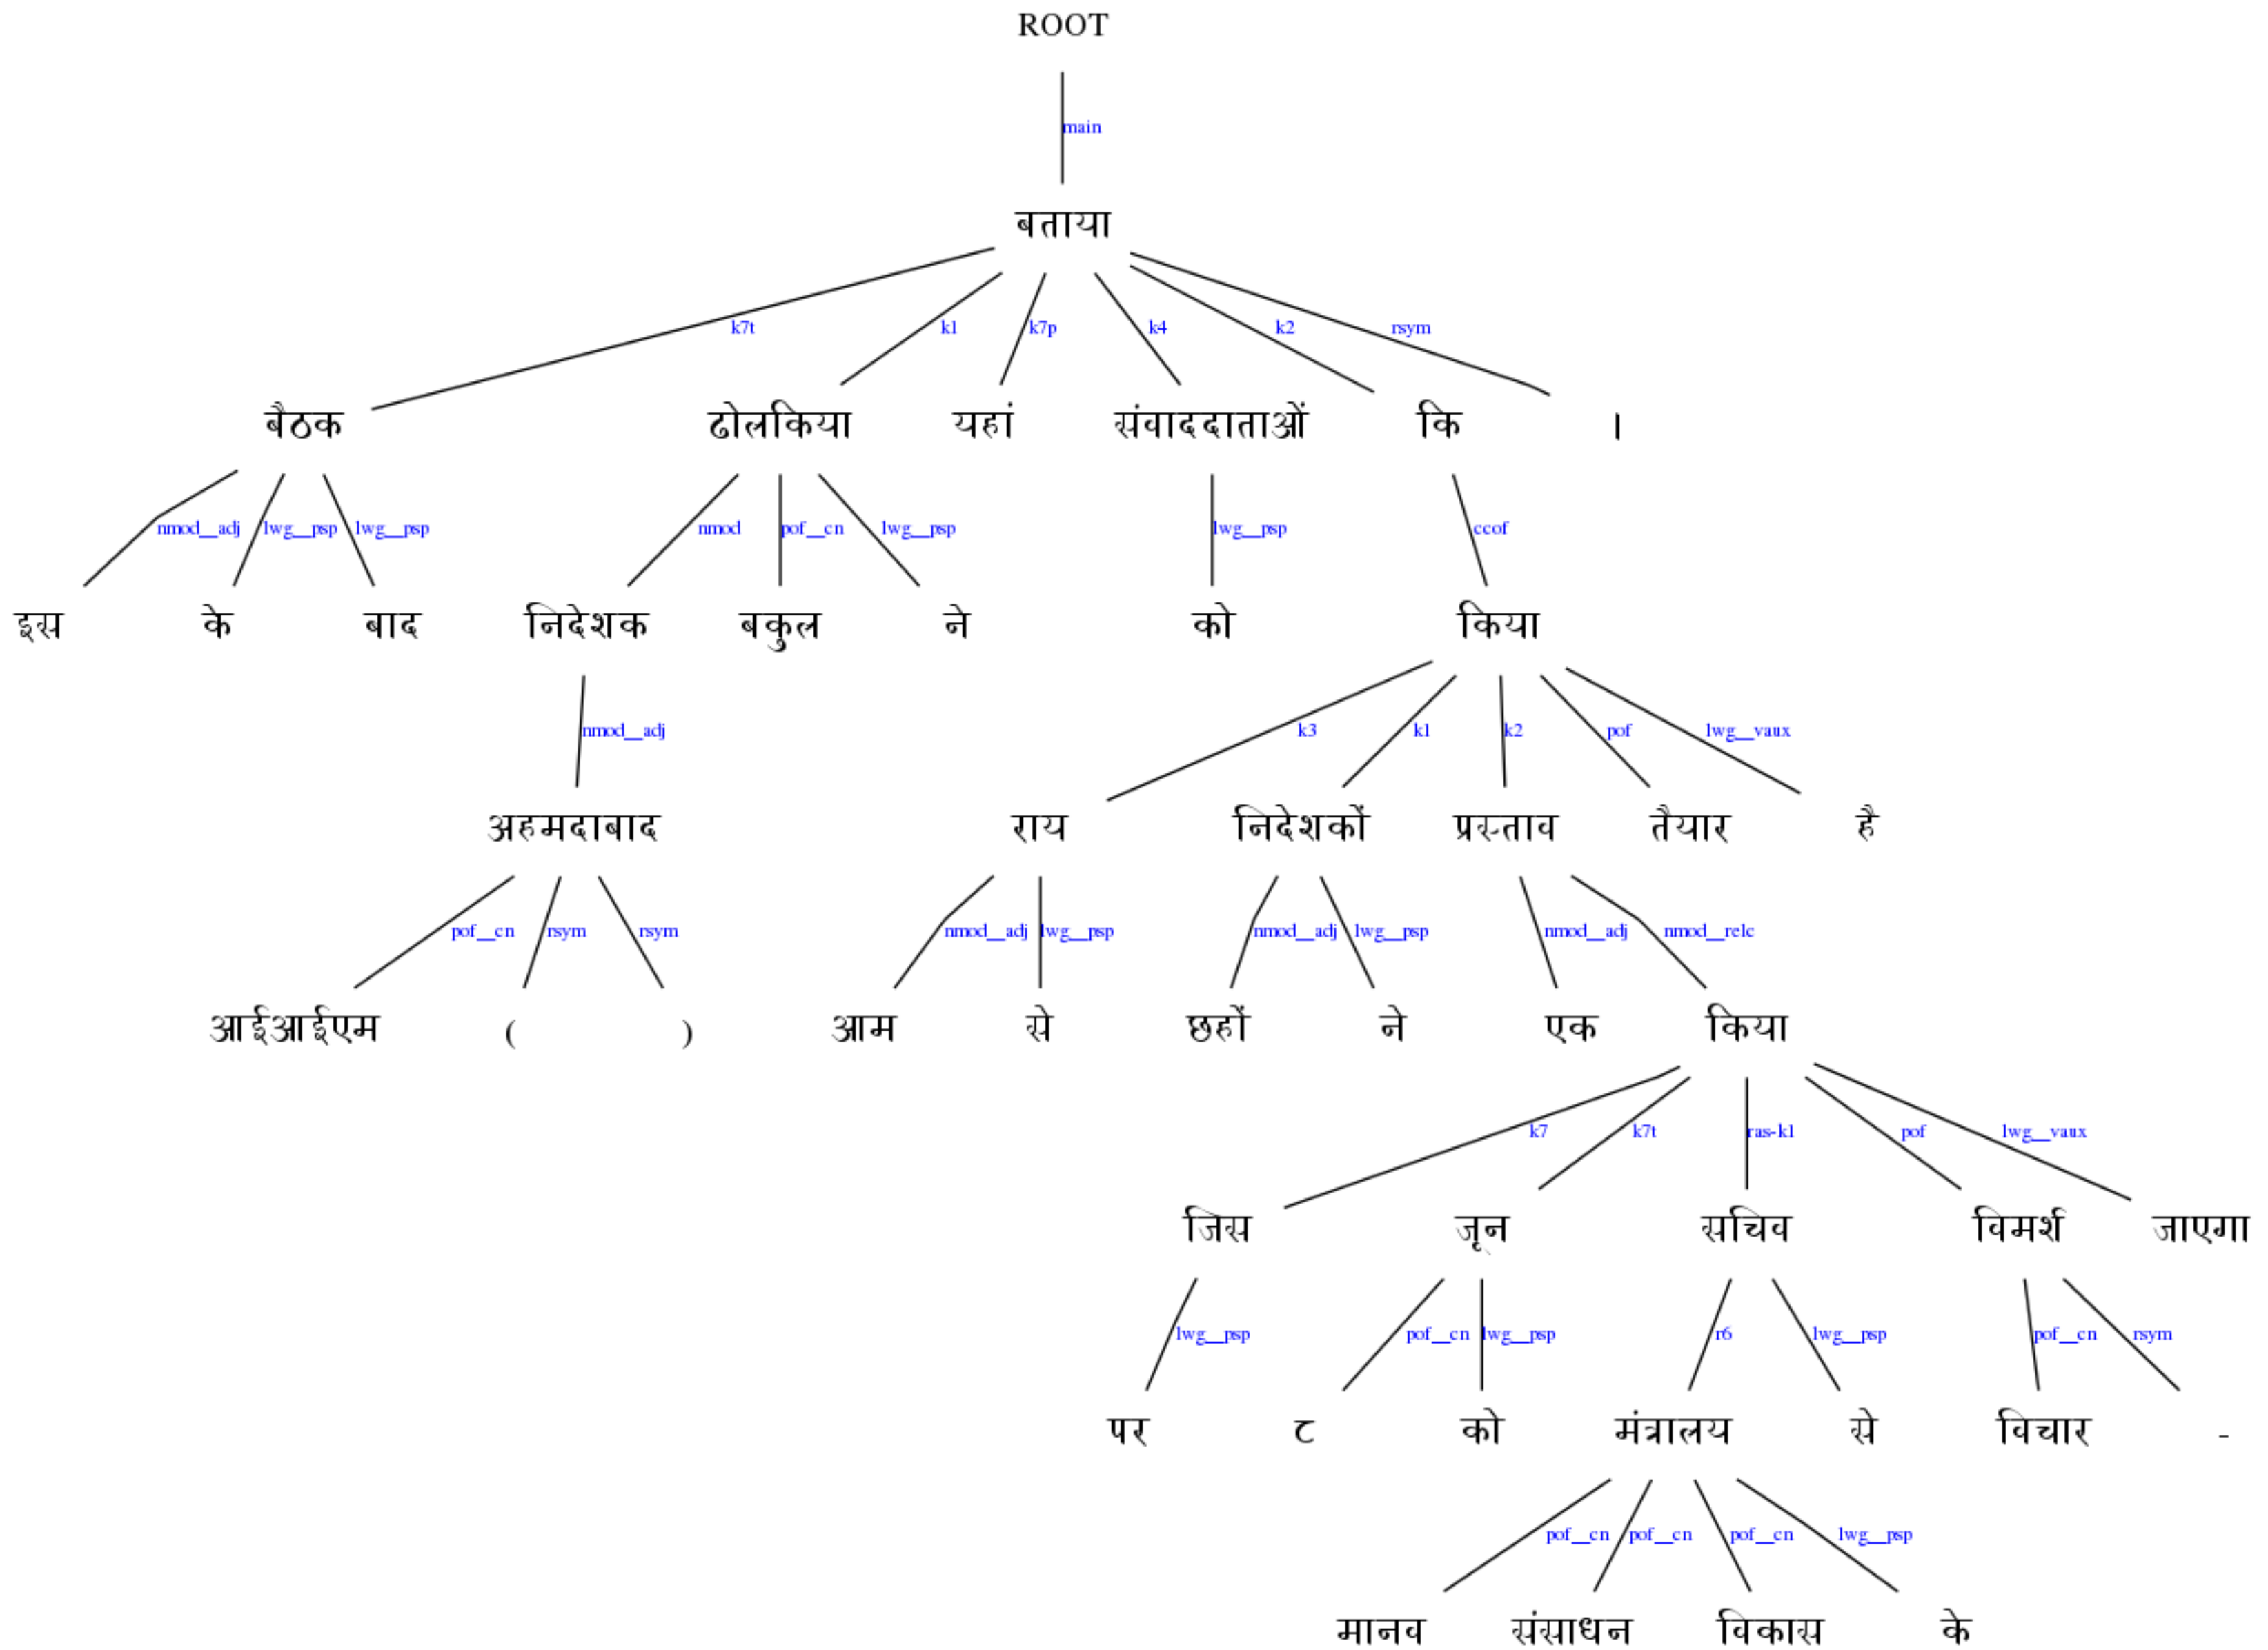 ROOT
main
बताया
k7t k1 k7p k4 k2 rsym
बैठक ढोलकिया यहां संवाददाताओं कि ।
nmod__adj lwg__psp lwg__psp nmod pof__cn lwg__psp lwg__psp ccof
इस के बाद निदेशक बकुल ने को किया
nmod__adj k3 k1 k2 pof lwg__vaux
अहमदाबाद राय निदेशकों प्रस्ताव तैयार है
pof__cn rsym rsym nmod__adj lwg__psp nmod__adj lwg__psp nmod__adj nmod__relc
आईआईएम ( ) आम से छहों ने एक किया
k7 k7t ras-k1 pof lwg__vaux
जिस जून सचिव विमर्श जाएगा
lwg__psp pof__cn lwg__psp r6 lwg__psp pof__cn rsym
पर ८ को मंत्रालय से विचार -
pof__cn pof__cn pof__cn lwg__psp
मानव संसाधन विकास के